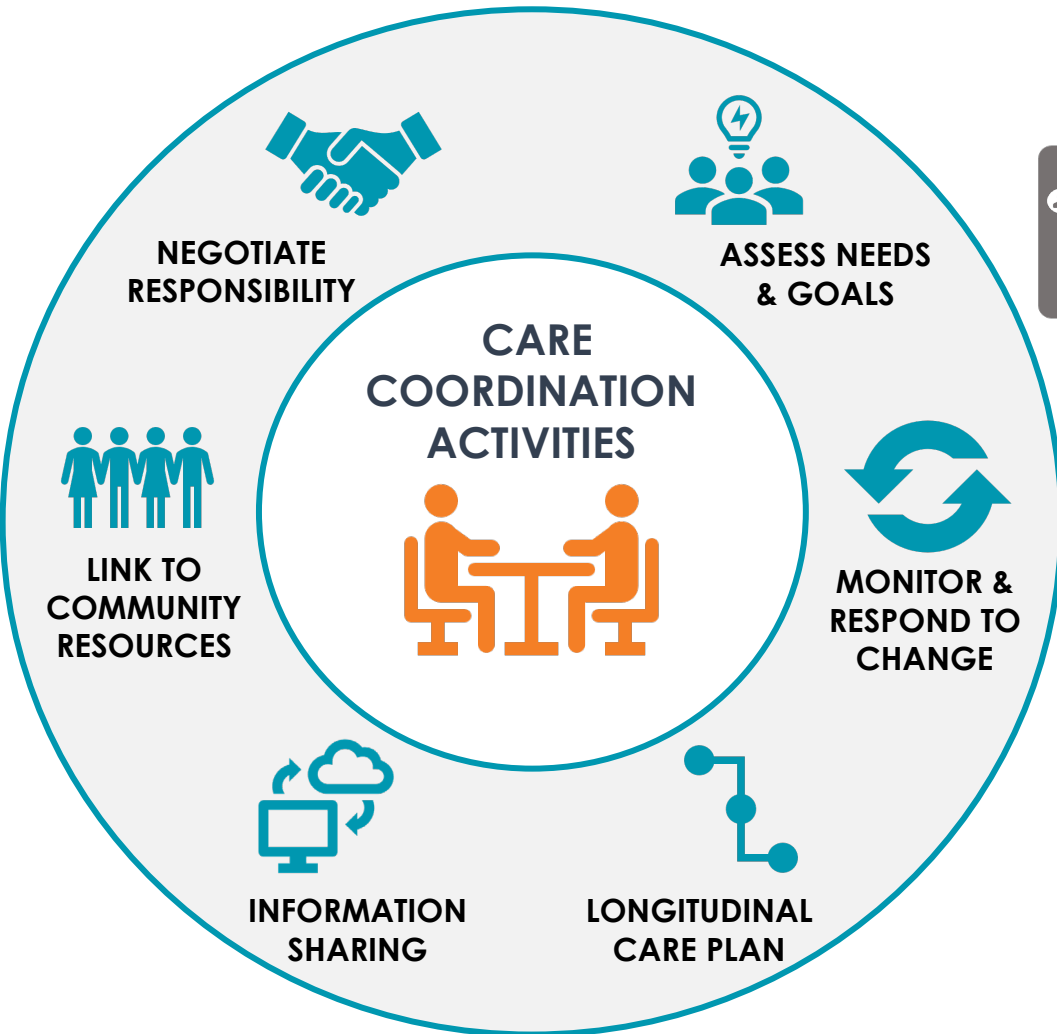 NEGOTIATE
RESPONSIBILITY
ASSESS NEEDS
& GOALS
CARE
COORDINATION
ACTIVITIES
LINK TO
COMMUNITY
RESOURCES
MONITOR &
RESPOND TO
CHANGE
INFORMATION
SHARING
LONGITUDINAL
CARE PLAN